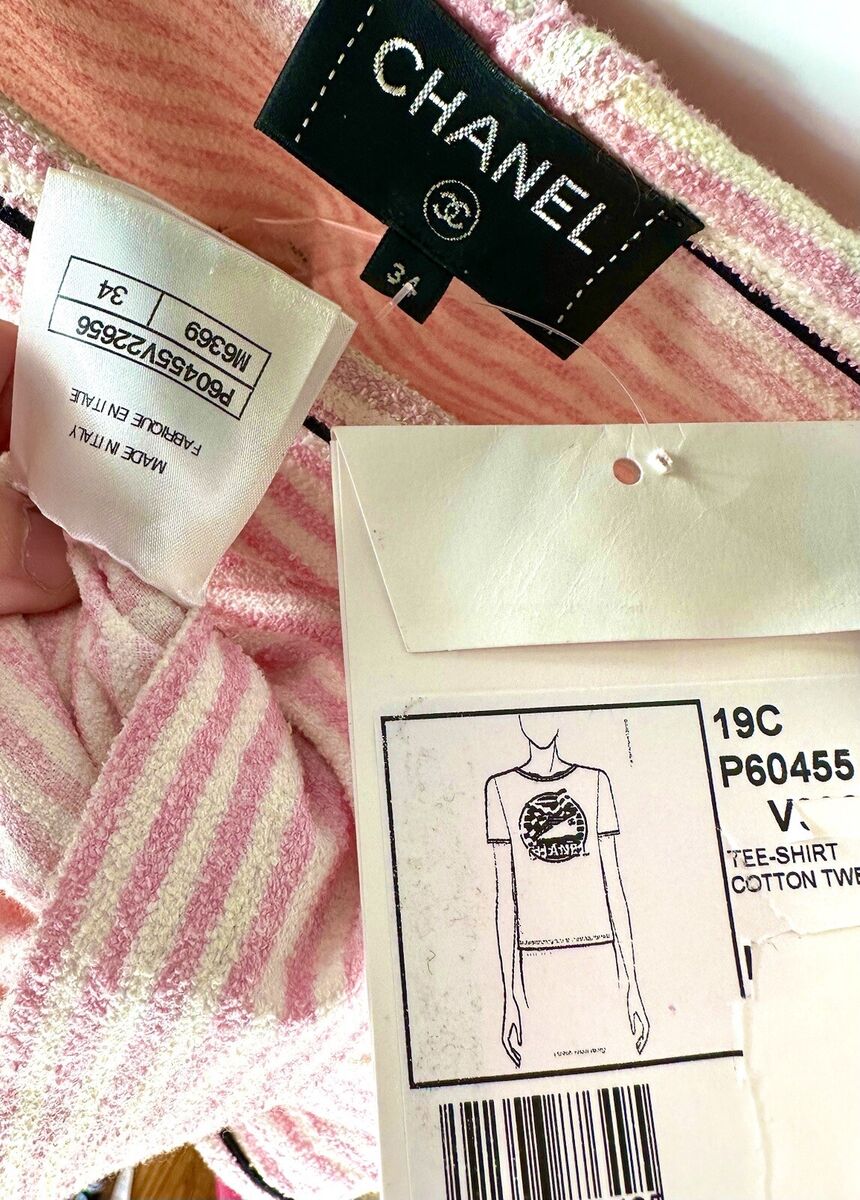 CHANEL
34
34
M6369
P60455V22656
FABRIQUE EN ITALIE
MADE IN ITALY
19C
P60455
TEE-SHIRT
COTTON TWE